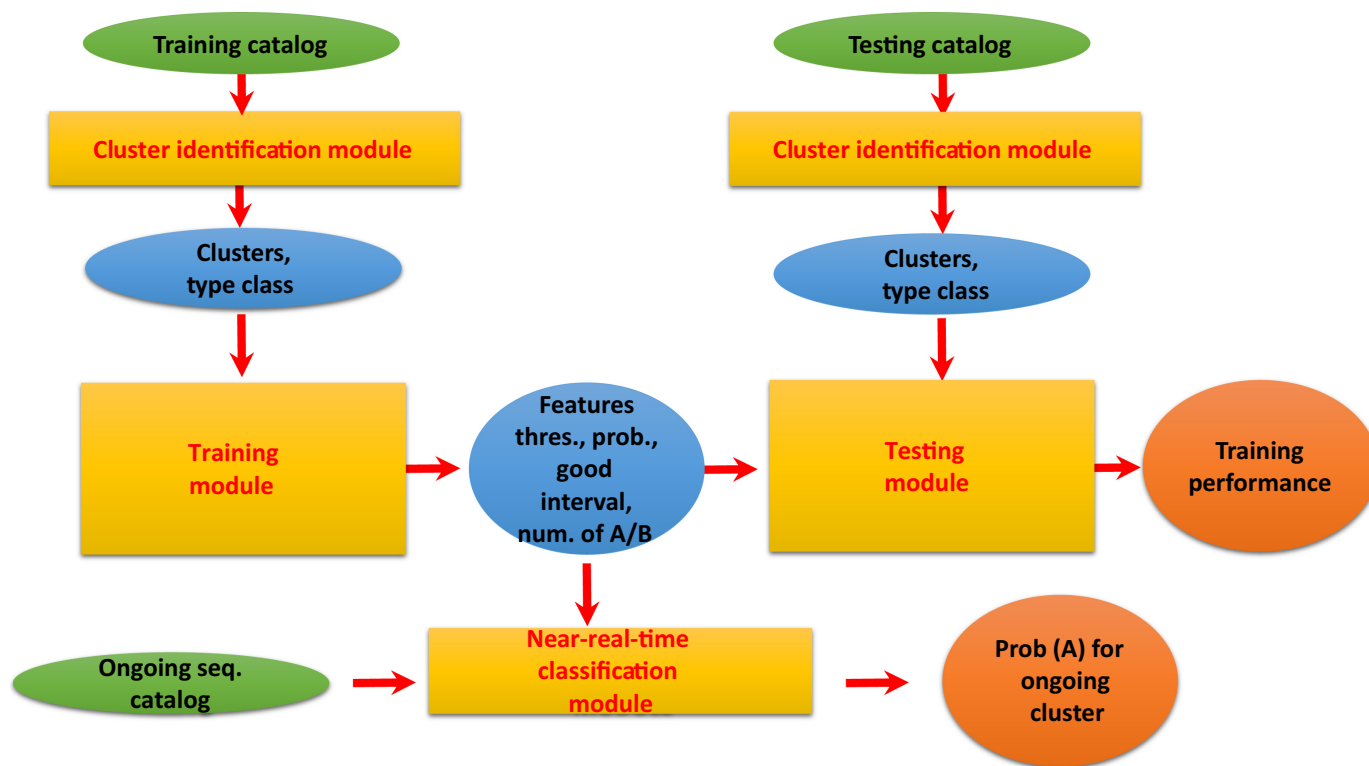 Training catalog
Testing catalog
Cluster identification module
Cluster identification module
Clusters,
type class
Clusters,
type class
Training
module
Features
thres., prob.,
good
interval,
num. of A/B
Testing
module
Training
performance
Ongoing seq.
catalog
Near-real-time
classification
module
Prob (A) for
ongoing
cluster